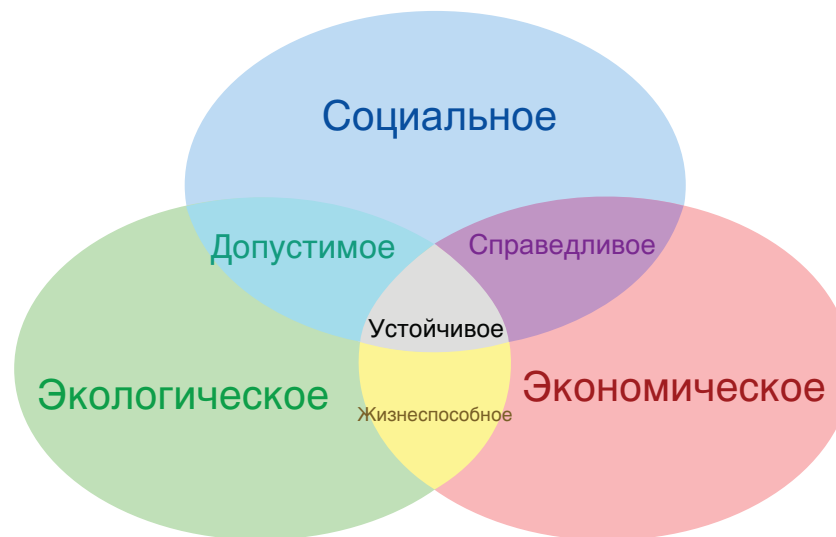 Социальное
Допустимое
Справедливое
Устойчивое
Экологическое
Экономическое
Жизнеспособное